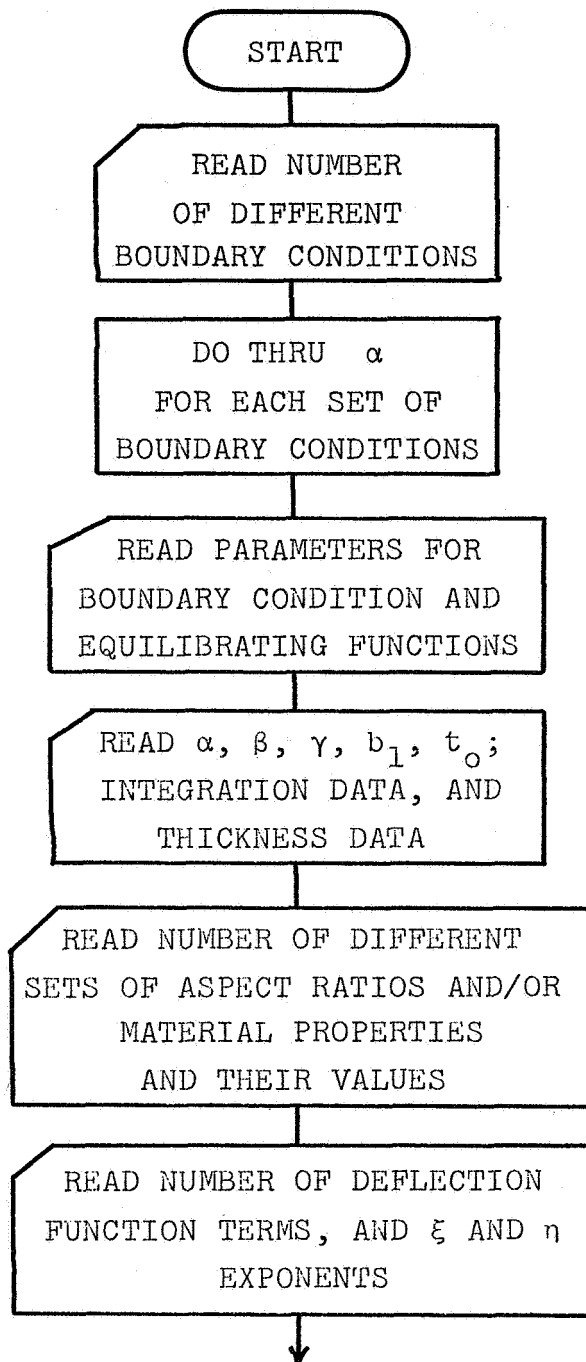 START
READ NUMBER
OF DIFFERENT
BOUNDARY CONDITIONS
DO THRU α
FOR EACH SET OF
BOUNDARY CONDITIONS
READ PARAMETERS FOR
BOUNDARY CONDITION AND
EQUILIBRATING FUNCTIONS
READ α, β, γ, b₁, tₒ;
INTEGRATION DATA, AND
THICKNESS DATA
READ NUMBER OF DIFFERENT
SETS OF ASPECT RATIOS AND/OR
MATERIAL PROPERTIES
AND THEIR VALUES
READ NUMBER OF DEFLECTION
FUNCTION TERMS, AND ξ AND η
EXPONENTS